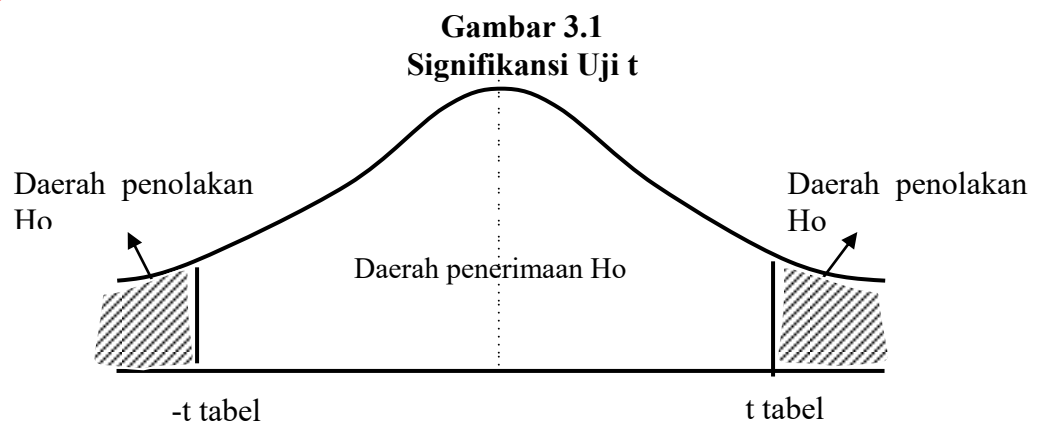 Gambar 3.1
Signifikansi Uji t
Daerah penolakan
Ho
Daerah penolakan
Ho
Daerah penerimaan Ho
-t tabel
t tabel